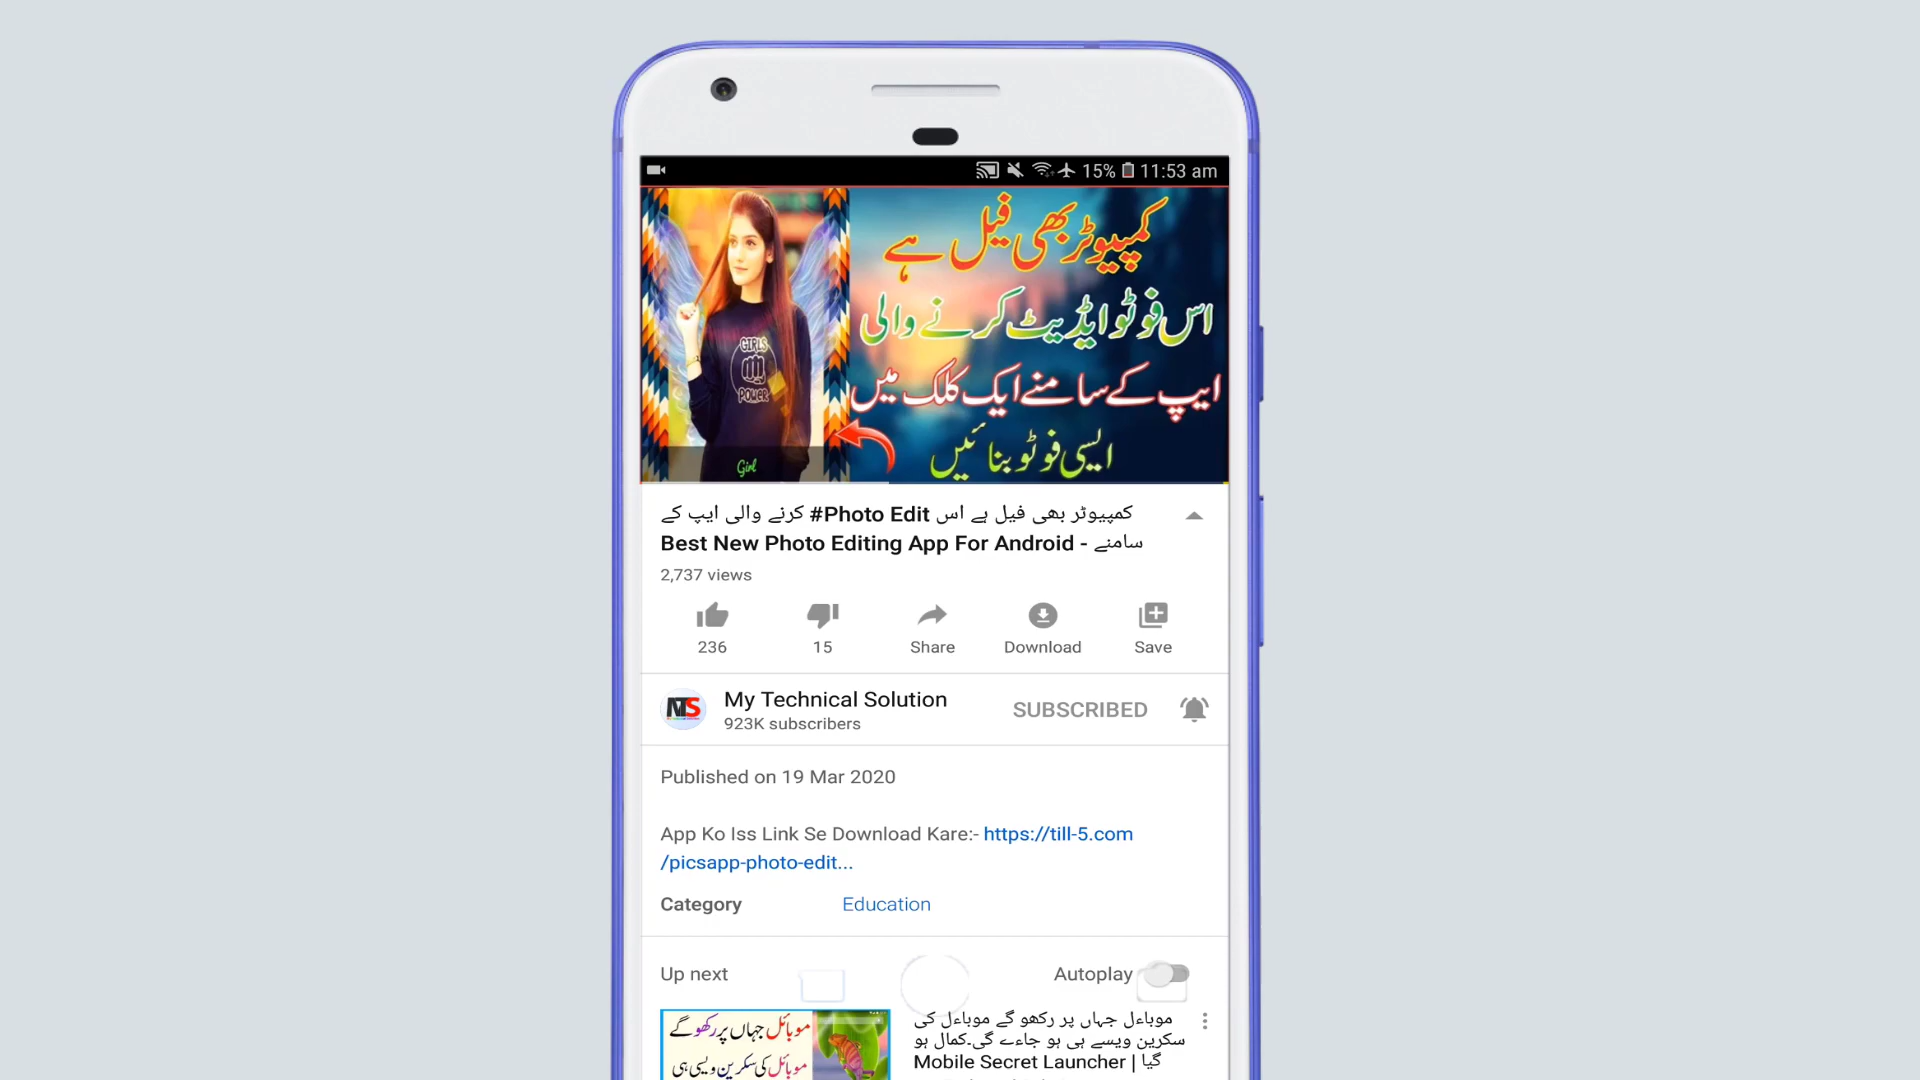 15% 11:53 am
کمپیوٹر بھی فیل ہے
اس فوٹو ایڈیٹ کرنے والی
ایپ کے سامنے ایک کلک میں
ایسی فوٹو بنائیں
GIRLS
POWER
Girl
کمپیوٹر بھی فیل ہے اس #Photo Edit کرنے والی ایپ کے
سامنے - Best New Photo Editing App For Android
2,737 views
236 15 Share Download Save
NTS My Technical Solution SUBSCRIBED
923K subscribers
Published on 19 Mar 2020
App Ko Iss Link Se Download Kare:- https://till-5.com
/picsapp-photo-edit...
Category Education
Up next Autoplay
موبائل جہاں پر رکھو گے
موبائل کی سکرین ویسی ہی
موباءل جہاں پر رکھو گے موباءل کی
سکرین ویسے ہی ہو جاءے گی۔کمال ہو
گیا | Mobile Secret Launcher